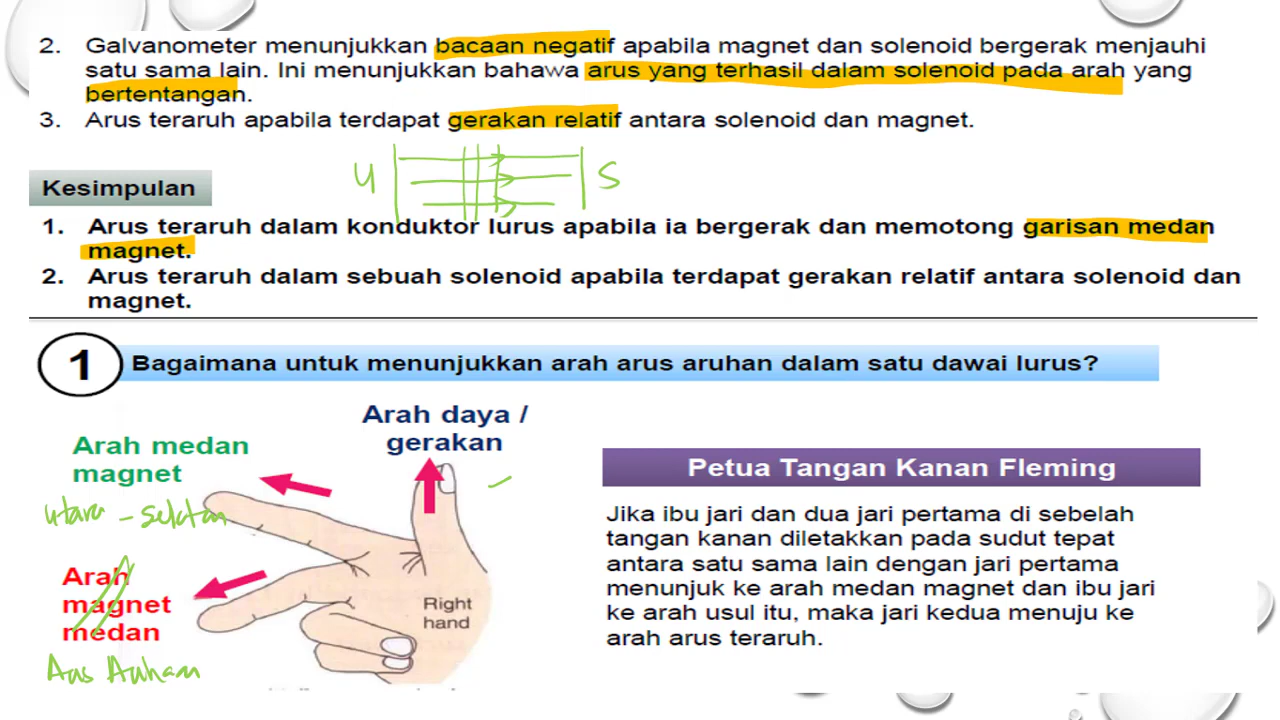 2. Galvanometer menunjukkan bacaan negatif apabila magnet dan solenoid bergerak menjauhi
satu sama lain. Ini menunjukkan bahawa arus yang terhasil dalam solenoid pada arah yang
bertentangan.
3. Arus teraruh apabila terdapat gerakan relatif antara solenoid dan magnet.
U S
Kesimpulan
1. Arus teraruh dalam konduktor lurus apabila ia bergerak dan memotong garisan medan
magnet.
2. Arus teraruh dalam sebuah solenoid apabila terdapat gerakan relatif antara solenoid dan
magnet.
1 Bagaimana untuk menunjukkan arah arus aruhan dalam satu dawai lurus?
Arah daya /
gerakan
Arah medan
magnet
utara - selatan
Arah
magnet
medan
Right
hand
Petua Tangan Kanan Fleming
Jika ibu jari dan dua jari pertama di sebelah
tangan kanan diletakkan pada sudut tepat
antara satu sama lain dengan jari pertama
menunjuk ke arah medan magnet dan ibu jari
ke arah usul itu, maka jari kedua menuju ke
arah arus teraruh.